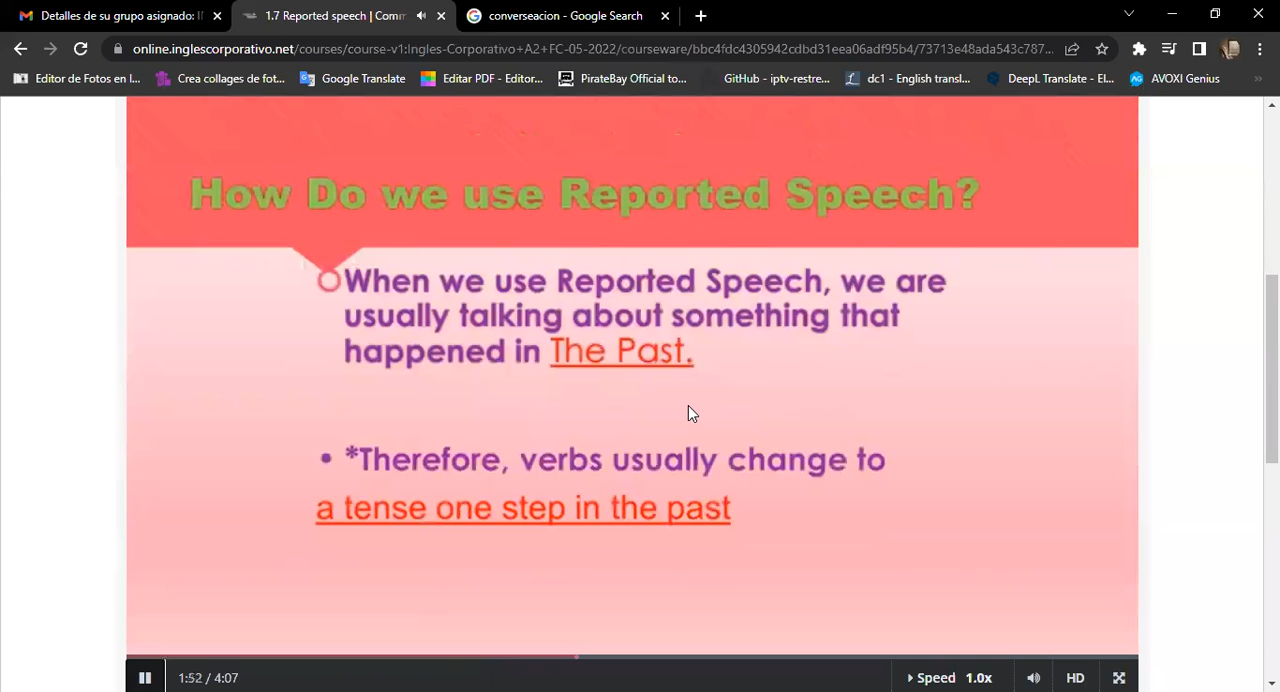 Detalles de su grupo asignado: I
1.7 Reported speech | Comm
converseacion - Google Search
online.inglescorporativo.net/courses/course-v1:Ingles-Corporativo+A2+FC-05-2022/courseware/bbc4fdc4305942cdbd31eea06adf95b4/73713e48ada543c787...
Editor de Fotos en l...
Crea collages de fot...
Google Translate
Editar PDF - Editor...
PirateBay Official to...
GitHub - iptv-restre...
dc1 - English transl...
DeepL Translate - El...
AVOXI Genius
»
How Do we use Reported Speech?
When we use Reported Speech, we are
usually talking about something that
happened in The Past.
• *Therefore, verbs usually change to
a tense one step in the past
1:52 / 4:07
Speed 1.0x
HD